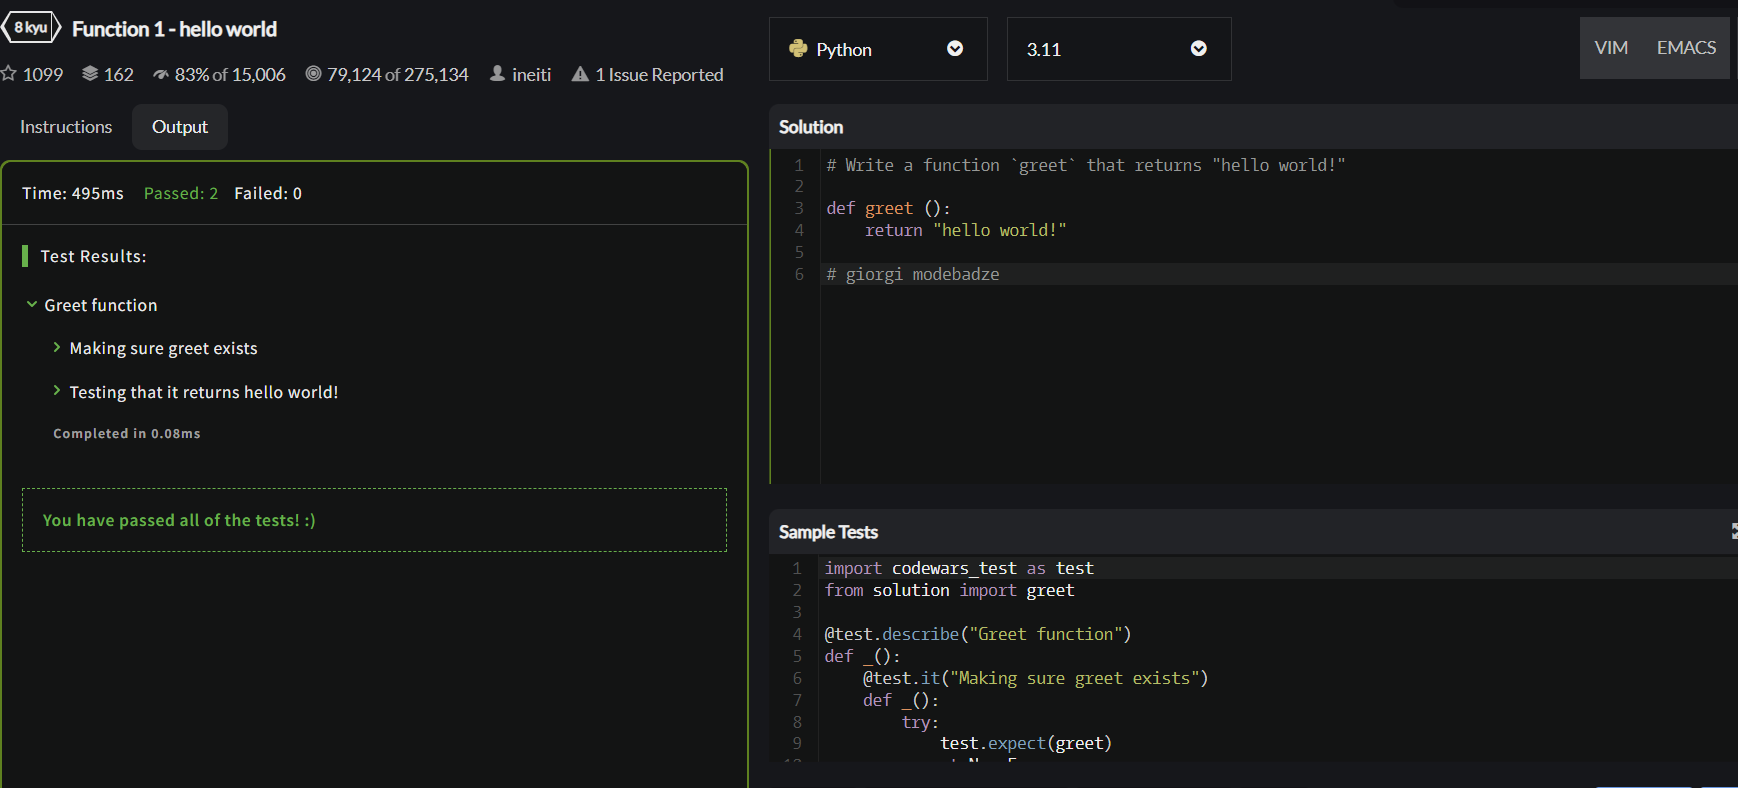 8 kyu Function 1 - hello world
1099 162 83% of 15,006 79,124 of 275,134 ineiti 1 Issue Reported
Python 3.11 VIM EMACS
Instructions Output
Time: 495ms Passed: 2 Failed: 0
Test Results:
Greet function
Making sure greet exists
Testing that it returns hello world!
Completed in 0.08ms
You have passed all of the tests! :)
Solution
1 # Write a function `greet` that returns "hello world!"
2
3 def greet ():
4 return "hello world!"
5
6 # giorgi modebadze
Sample Tests
1 import codewars_test as test
2 from solution import greet
3
4 @test.describe("Greet function")
5 def _():
6 @test.it("Making sure greet exists")
7 def _():
8 try:
9 test.expect(greet)